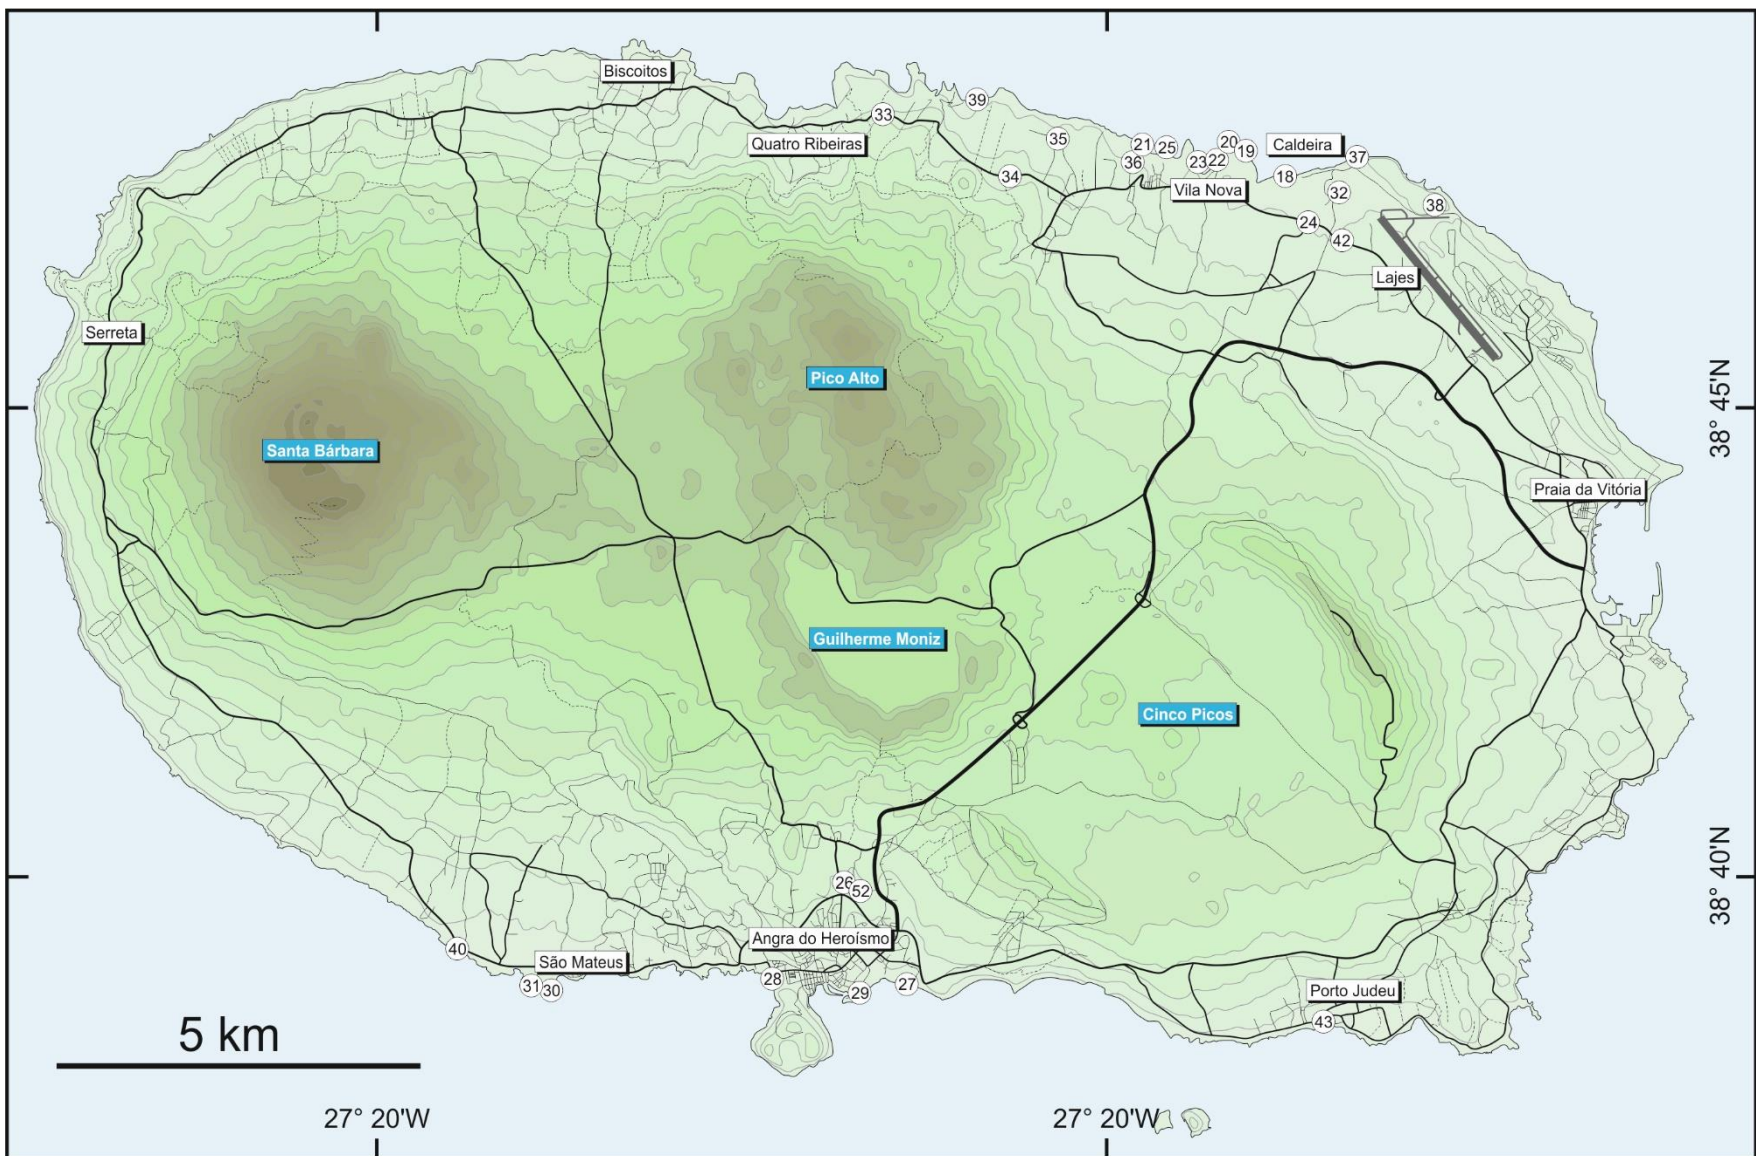 Biscoitos
39
33
35
Quatro Ribeiras
21
25
20
19
Caldeira
37
36
23
22
34
18
Vila Nova
32
38
24
42
Lajes
Serreta
Pico Alto
38° 45'N
Santa Bárbara
Praia da Vitória
Guilherme Moniz
Cinco Picos
38° 40'N
26
52
Angra do Heroísmo
40
São Mateus
28
27
31
30
29
Porto Judeu
43
5 km
27° 20'W
27° 20'W